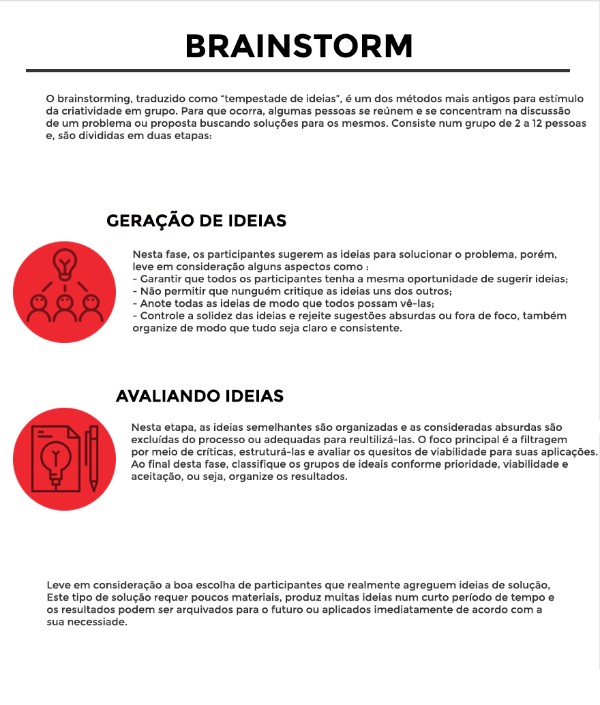 BRAINSTORM
O brainstorming, traduzido como "tempestade de ideias", é um dos métodos mais antigos para estímulo
da criatividade em grupo. Para que ocorra, algumas pessoas se reúnem e se concentram na discussão
de um problema ou proposta buscando soluções para os mesmos. Consiste num grupo de 2 a 12 pessoas
e, são divididas em duas etapas:
GERAÇÃO DE IDEIAS
Nesta fase, os participantes sugerem as ideias para solucionar o problema, porém,
leve em consideração alguns aspectos como :
- Garantir que todos os participantes tenha a mesma oportunidade de sugerir ideias;
- Não permitir que nunguém critique as ideias uns dos outros;
- Anote todas as ideias de modo que todos possam vê-las;
- Controle a solidez das ideias e rejeite sugestões absurdas ou fora de foco, também
organize de modo que tudo seja claro e consistente.
AVALIANDO IDEIAS
Nesta etapa, as ideias semelhantes são organizadas e as consideradas absurdas são
excluídas do processo ou adequadas para reultilizá-las. O foco principal é a filtragem
por meio de críticas, estruturá-las e avaliar os quesitos de viabilidade para suas aplicações.
Ao final desta fase, classifique os grupos de ideais conforme prioridade, viabilidade e
aceitação, ou seja, organize os resultados.
Leve em consideração a boa escolha de participantes que realmente agreguem ideias de solução,
Este tipo de solução requer poucos materiais, produz muitas ideias num curto período de tempo e
os resultados podem ser arquivados para o futuro ou aplicados imediatamente de acordo com a
sua necessiade.